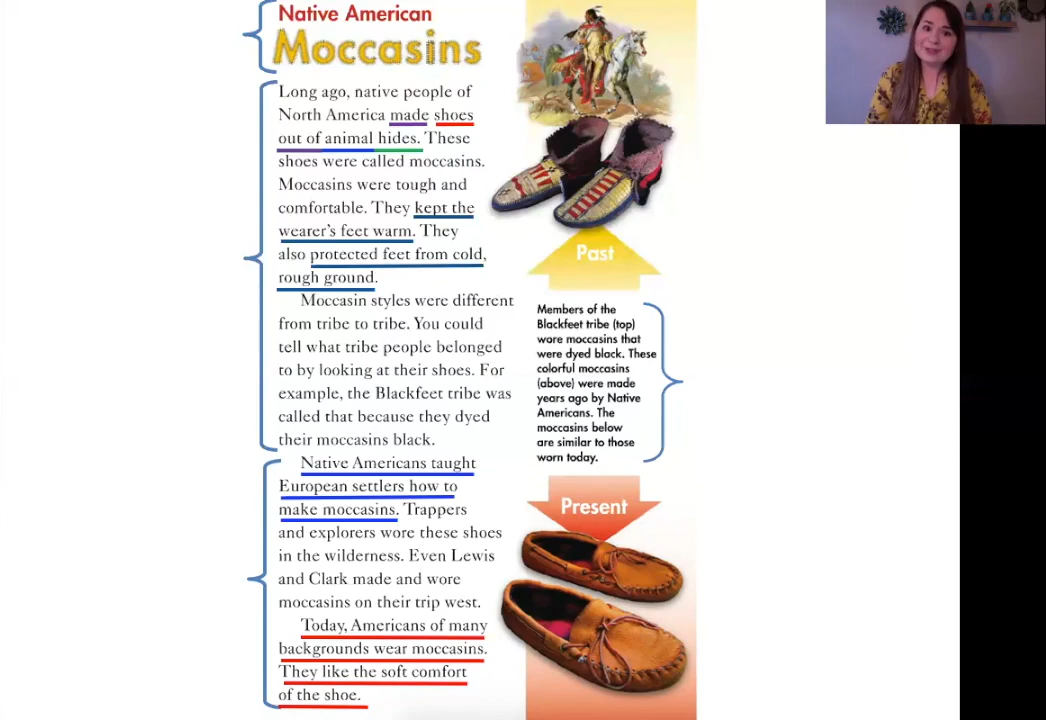 Native American
Moccasins
Long ago, native people of
North America made shoes
out of animal hides. These
shoes were called moccasins.
Moccasins were tough and
comfortable. They kept the
wearer's feet warm. They
also protected feet from cold,
rough ground.
Moccasin styles were different
from tribe to tribe. You could
tell what tribe people belonged
to by looking at their shoes. For
example, the Blackfeet tribe was
called that because they dyed
their moccasins black.
Native Americans taught
European settlers how to
make moccasins. Trappers
and explorers wore these shoes
in the wilderness. Even Lewis
and Clark made and wore
moccasins on their trip west.
Today, Americans of many
backgrounds wear moccasins.
They like the soft comfort
of the shoe.
Past
Members of the
Blackfeet tribe (top)
wore moccasins that
were dyed black. These
colorful moccasins
(above) were made
years ago by Native
Americans. The
moccasins below
are similar to those
worn today.
Present